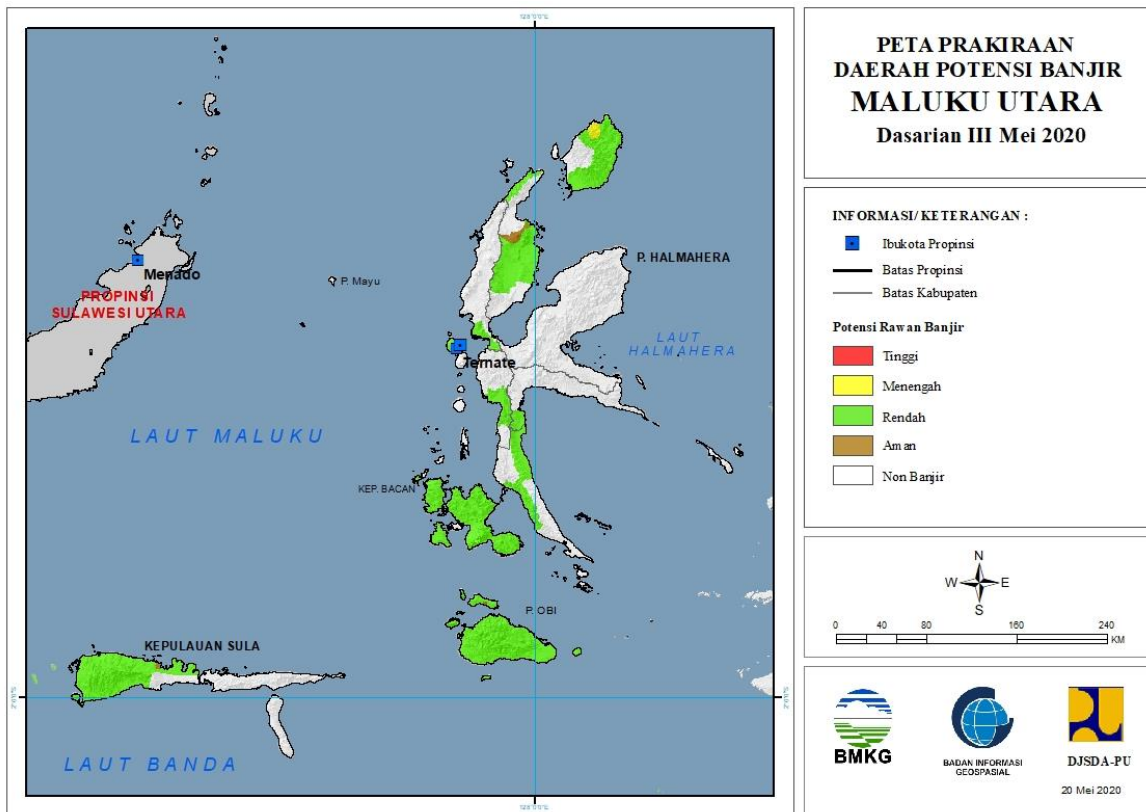 PETA PRAKIRAAN
DAERAH POTENSI BANJIR
MALUKU UTARA
Dasarian III Mei 2020
INFORMASI/ KETERANGAN :
Ibukota Propinsi
Batas Propinsi
Batas Kabupaten
Potensi Rawan Banjir
Tinggi
Menengah
Rendah
Aman
Non Banjir
N
W E
S
0 40 80 160 240
KM
BMKG
BADAN INFORMASI
GEOSPASIAL
DJSDA-PU
20 Mei 2020
P. HALMAHERA
Menado
P. Mayu
PROPINSI
SULAWESI UTARA
LAUT
HALMAHERA
Ternate
LAUT MALUKU
KEP. BACAN
P. OBI
KEPULAUAN SULA
LAUT BANDA